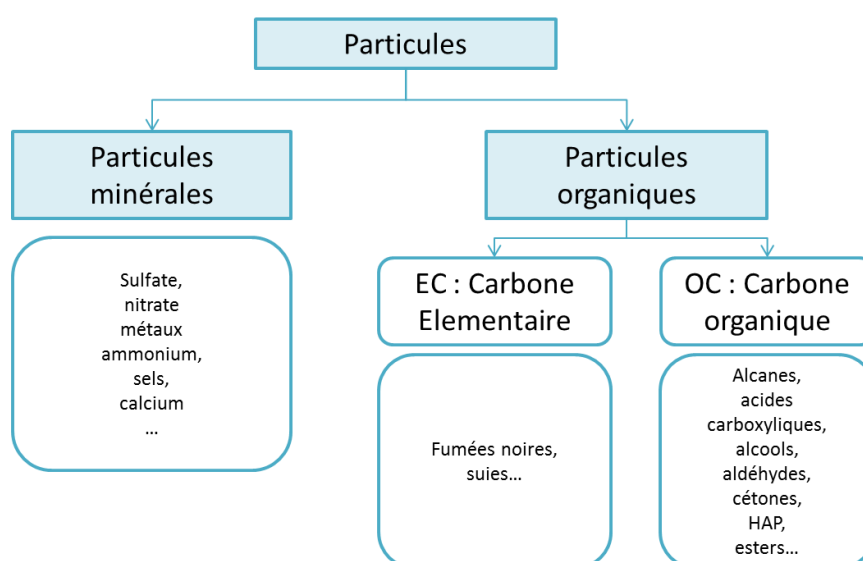 Particules
Particules
minérales
Particules
organiques
Sulfate,
nitrate
métaux
ammonium,
sels,
calcium
...
EC : Carbone
Elementaire
OC : Carbone
organique
Fumées noires,
suies...
Alcanes,
acides
carboxyliques,
alcools,
aldéhydes,
cétones,
HAP,
esters...